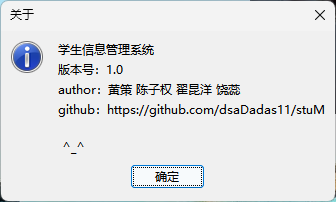 关于
学生信息管理系统
版本号：1.0
author：黄策 陈子权 翟昆洋 饶蕊
github：https://github.com/dsaDadas11/stuM
^_^
确定